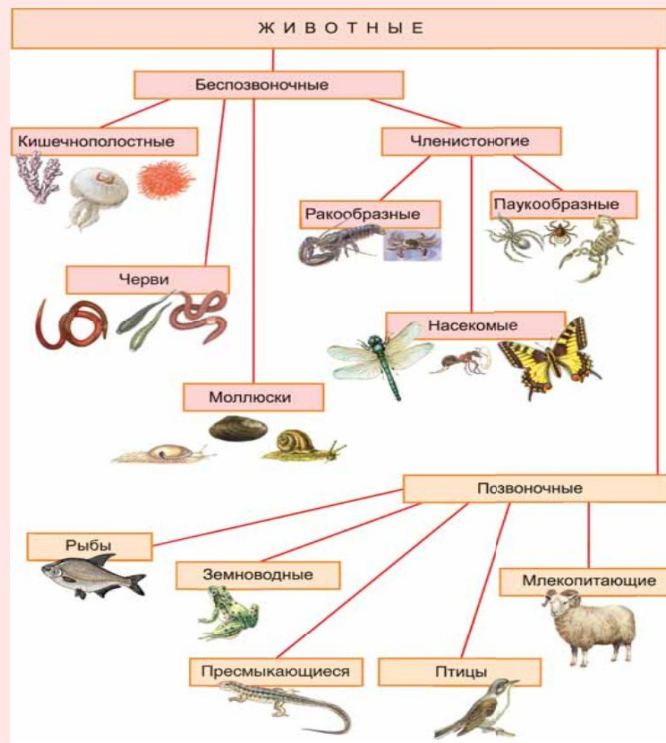 ЖИВОТНЫЕ
Беспозвоночные
Кишечнополостные
Членистоногие
Ракообразные
Паукообразные
Черви
Насекомые
Моллюски
Позвоночные
Рыбы
Земноводные
Млекопитающие
Пресмыкающиеся
Птицы